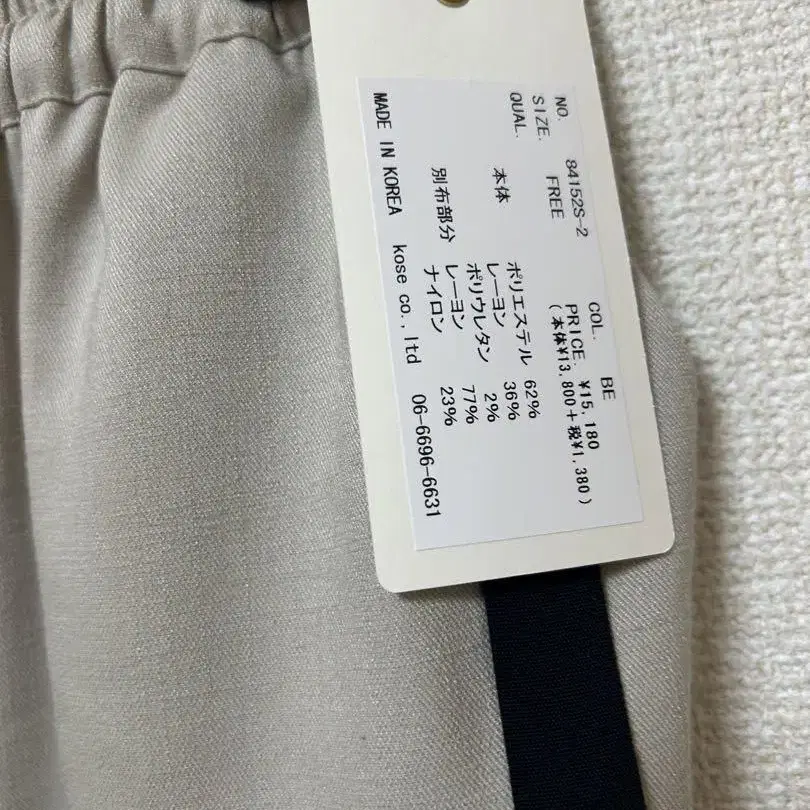 NO. 84152S-2 COL. BE
SIZE. FREE PRICE. ¥15,180
(本体¥13,800+税¥1,380)
QUAL.
本体 ポリエステル 62%
レーヨン 36%
ポリウレタン 2%
別布部分 レーヨン 77%
ナイロン 23%
MADE IN KOREA kose co.,ltd 06-6696-6631